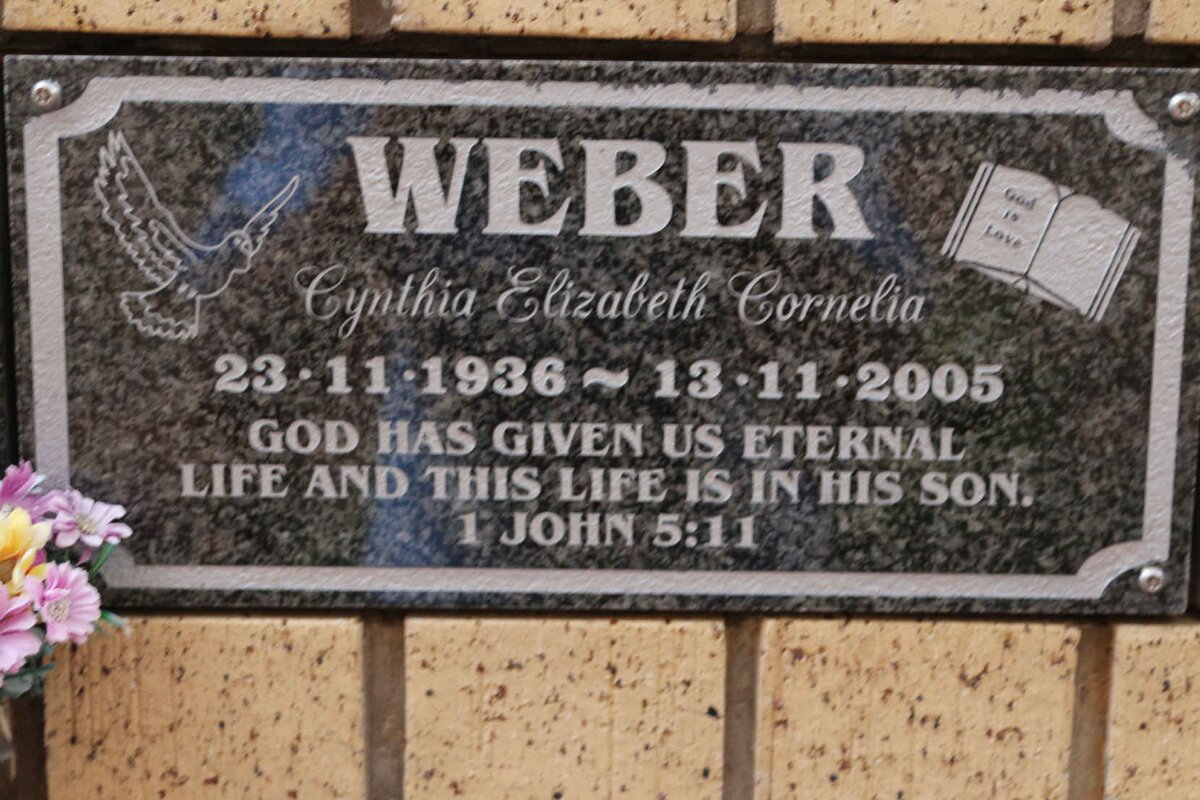 WEBER
God
is
Love
Cynthia Elizabeth Cornelia
23·11·1936 ~ 13·11·2005
GOD HAS GIVEN US ETERNAL
LIFE AND THIS LIFE IS IN HIS SON.
1 JOHN 5:11